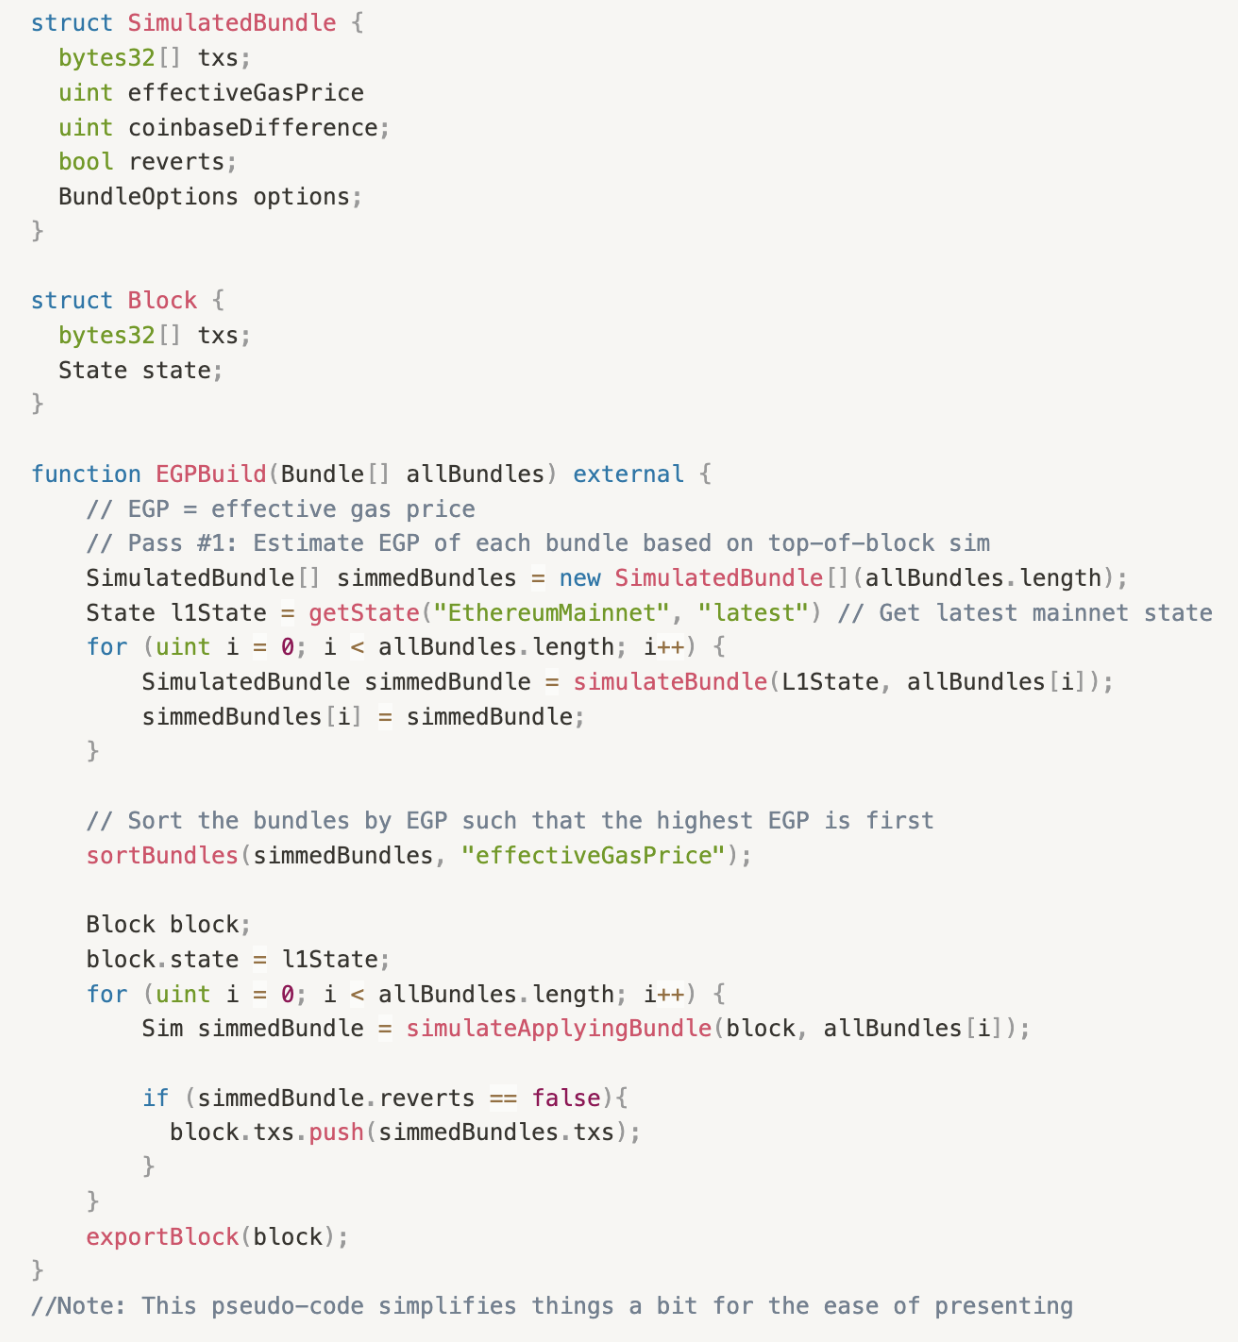 struct SimulatedBundle {
  bytes32[] txs;
  uint effectiveGasPrice
  uint coinbaseDifference;
  bool reverts;
  BundleOptions options;
}

struct Block {
  bytes32[] txs;
  State state;
}

function EGPBuild(Bundle[] allBundles) external {
    // EGP = effective gas price
    // Pass #1: Estimate EGP of each bundle based on top-of-block sim
    SimulatedBundle[] simmedBundles = new SimulatedBundle[](allBundles.length);
    State l1State = getState("EthereumMainnet", "latest") // Get latest mainnet state
    for (uint i = 0; i < allBundles.length; i++) {
        SimulatedBundle simmedBundle = simulateBundle(L1State, allBundles[i]);
        simmedBundles[i] = simmedBundle;
    }

    // Sort the bundles by EGP such that the highest EGP is first
    sortBundles(simmedBundles, "effectiveGasPrice");

    Block block;
    block.state = l1State;
    for (uint i = 0; i < allBundles.length; i++) {
        Sim simmedBundle = simulateApplyingBundle(block, allBundles[i]);

        if (simmedBundle.reverts == false){
          block.txs.push(simmedBundles.txs);
        }
    }
    exportBlock(block);
}
//Note: This pseudo-code simplifies things a bit for the ease of presenting